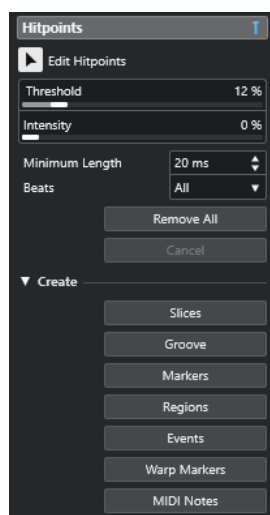 Hitpoints
Edit Hitpoints
Threshold 12 %
Intensity 0 %
Minimum Length 20 ms
Beats All
Remove All
Cancel
Create
Slices
Groove
Markers
Regions
Events
Warp Markers
MIDI Notes